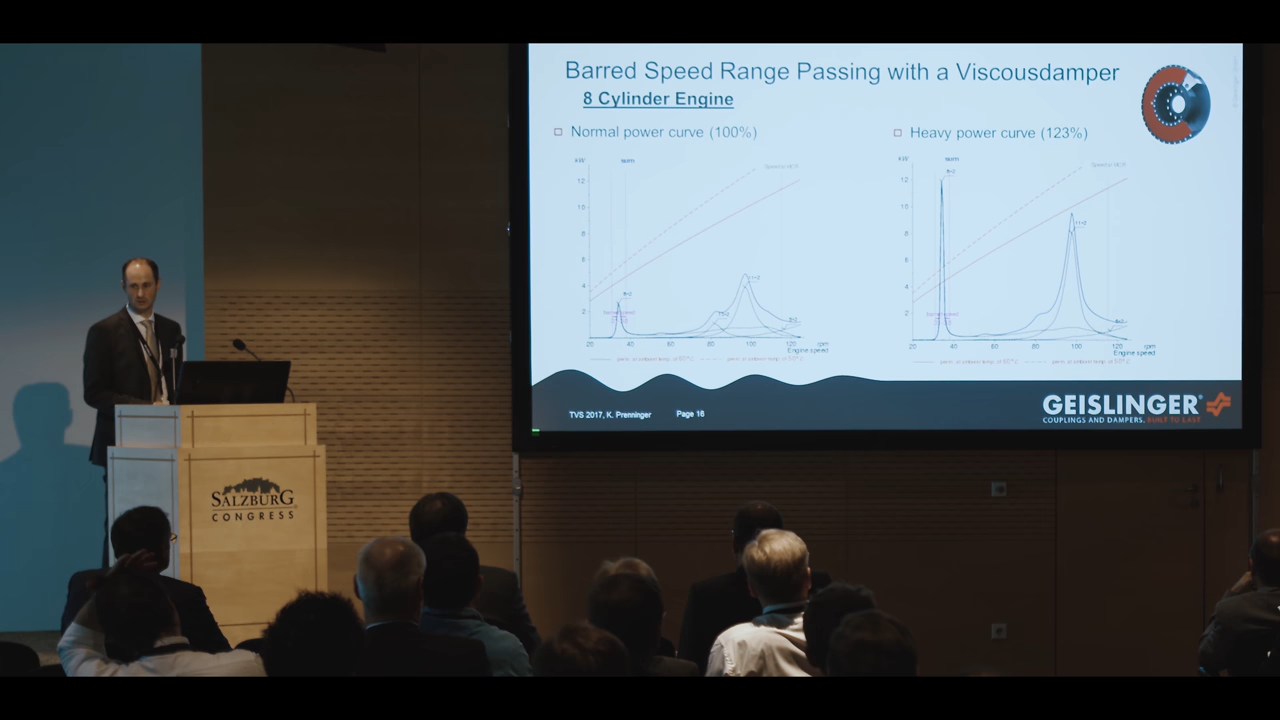 Barred Speed Range Passing with a Viscousdamper
8 Cylinder Engine
Normal power curve (100%)
Heavy power curve (123%)
kW
norm
12
10
8
6
4
2
20
40
60
80
100
120
rpm
Engine speed
kW
norm
12
10
8
6
4
2
20
40
60
80
100
120
rpm
Engine speed
TVS 2017, K. Prenninger
Page 16
GEISLINGER®
COUPLINGS AND DAMPERS. BUILT TO LAST
SALZBURG
CONGRESS